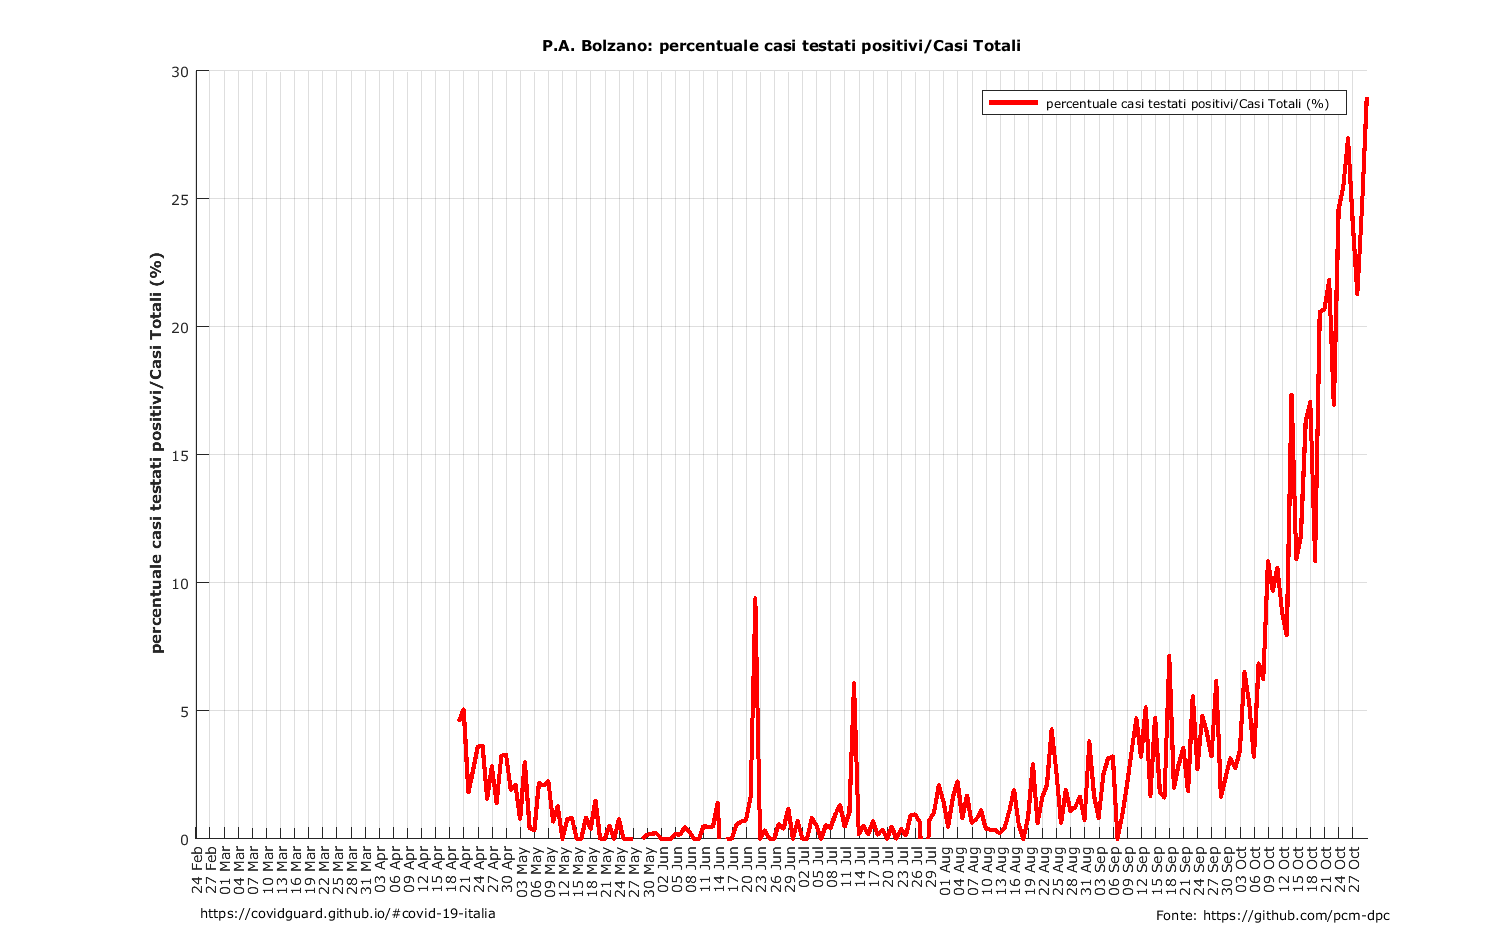 P.A. Bolzano: percentuale casi testati positivi/Casi Totali
percentuale casi testati positivi/Casi Totali (%)
percentuale casi testati positivi/Casi Totali (%)
30
25
20
15
10
5
0
24 Feb
27 Feb
01 Mar
04 Mar
07 Mar
10 Mar
13 Mar
16 Mar
19 Mar
22 Mar
25 Mar
28 Mar
31 Mar
03 Apr
06 Apr
09 Apr
12 Apr
15 Apr
18 Apr
21 Apr
24 Apr
27 Apr
30 Apr
03 May
06 May
09 May
12 May
15 May
18 May
21 May
24 May
27 May
30 May
02 Jun
05 Jun
08 Jun
11 Jun
14 Jun
17 Jun
20 Jun
23 Jun
26 Jun
29 Jun
02 Jul
05 Jul
08 Jul
11 Jul
14 Jul
17 Jul
20 Jul
23 Jul
26 Jul
29 Jul
01 Aug
04 Aug
07 Aug
10 Aug
13 Aug
16 Aug
19 Aug
22 Aug
25 Aug
28 Aug
31 Aug
03 Sep
06 Sep
09 Sep
12 Sep
15 Sep
18 Sep
21 Sep
24 Sep
27 Sep
30 Sep
03 Oct
06 Oct
09 Oct
12 Oct
15 Oct
18 Oct
21 Oct
24 Oct
27 Oct
https://covidguard.github.io/#covid-19-italia
Fonte: https://github.com/pcm-dpc